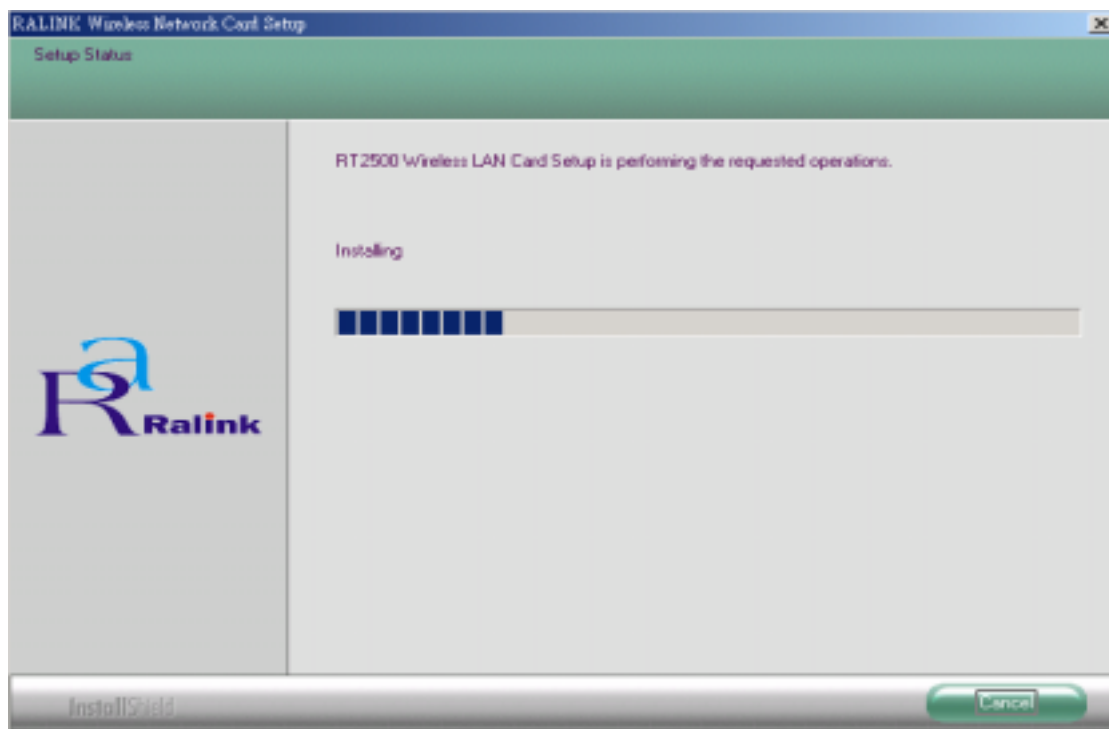 RALINK Wireless Network Card Setup
Setup Status
RT2500 Wireless LAN Card Setup is performing the requested operations.
Installing
Ra
Ralink
InstallShield
Cancel